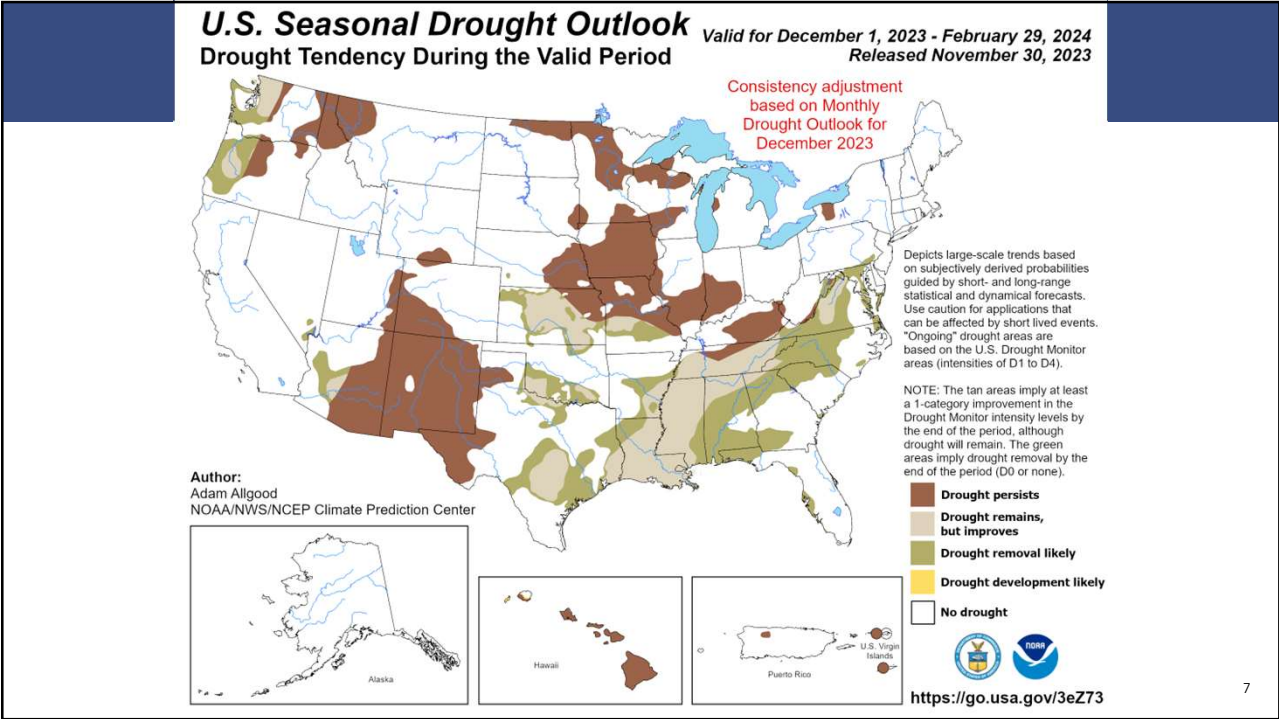 U.S. Seasonal Drought Outlook
Drought Tendency During the Valid Period
Valid for December 1, 2023 - February 29, 2024
Released November 30, 2023
Consistency adjustment
based on Monthly
Drought Outlook for
December 2023
Depicts large-scale trends based
on subjectively derived probabilities
guided by short- and long-range
statistical and dynamical forecasts.
Use caution for applications that
can be affected by short lived events.
"Ongoing" drought areas are
based on the U.S. Drought Monitor
areas (intensities of D1 to D4).
NOTE: The tan areas imply at least
a 1-category improvement in the
Drought Monitor intensity levels by
the end of the period, although
drought will remain. The green
areas imply drought removal by the
end of the period (D0 or none).
Author:
Adam Allgood
NOAA/NWS/NCEP Climate Prediction Center
Drought persists
Drought remains,
but improves
Drought removal likely
Drought development likely
No drought
Alaska
Hawaii
Puerto Rico
U.S. Virgin
Islands
NOAA
https://go.usa.gov/3eZ73
7